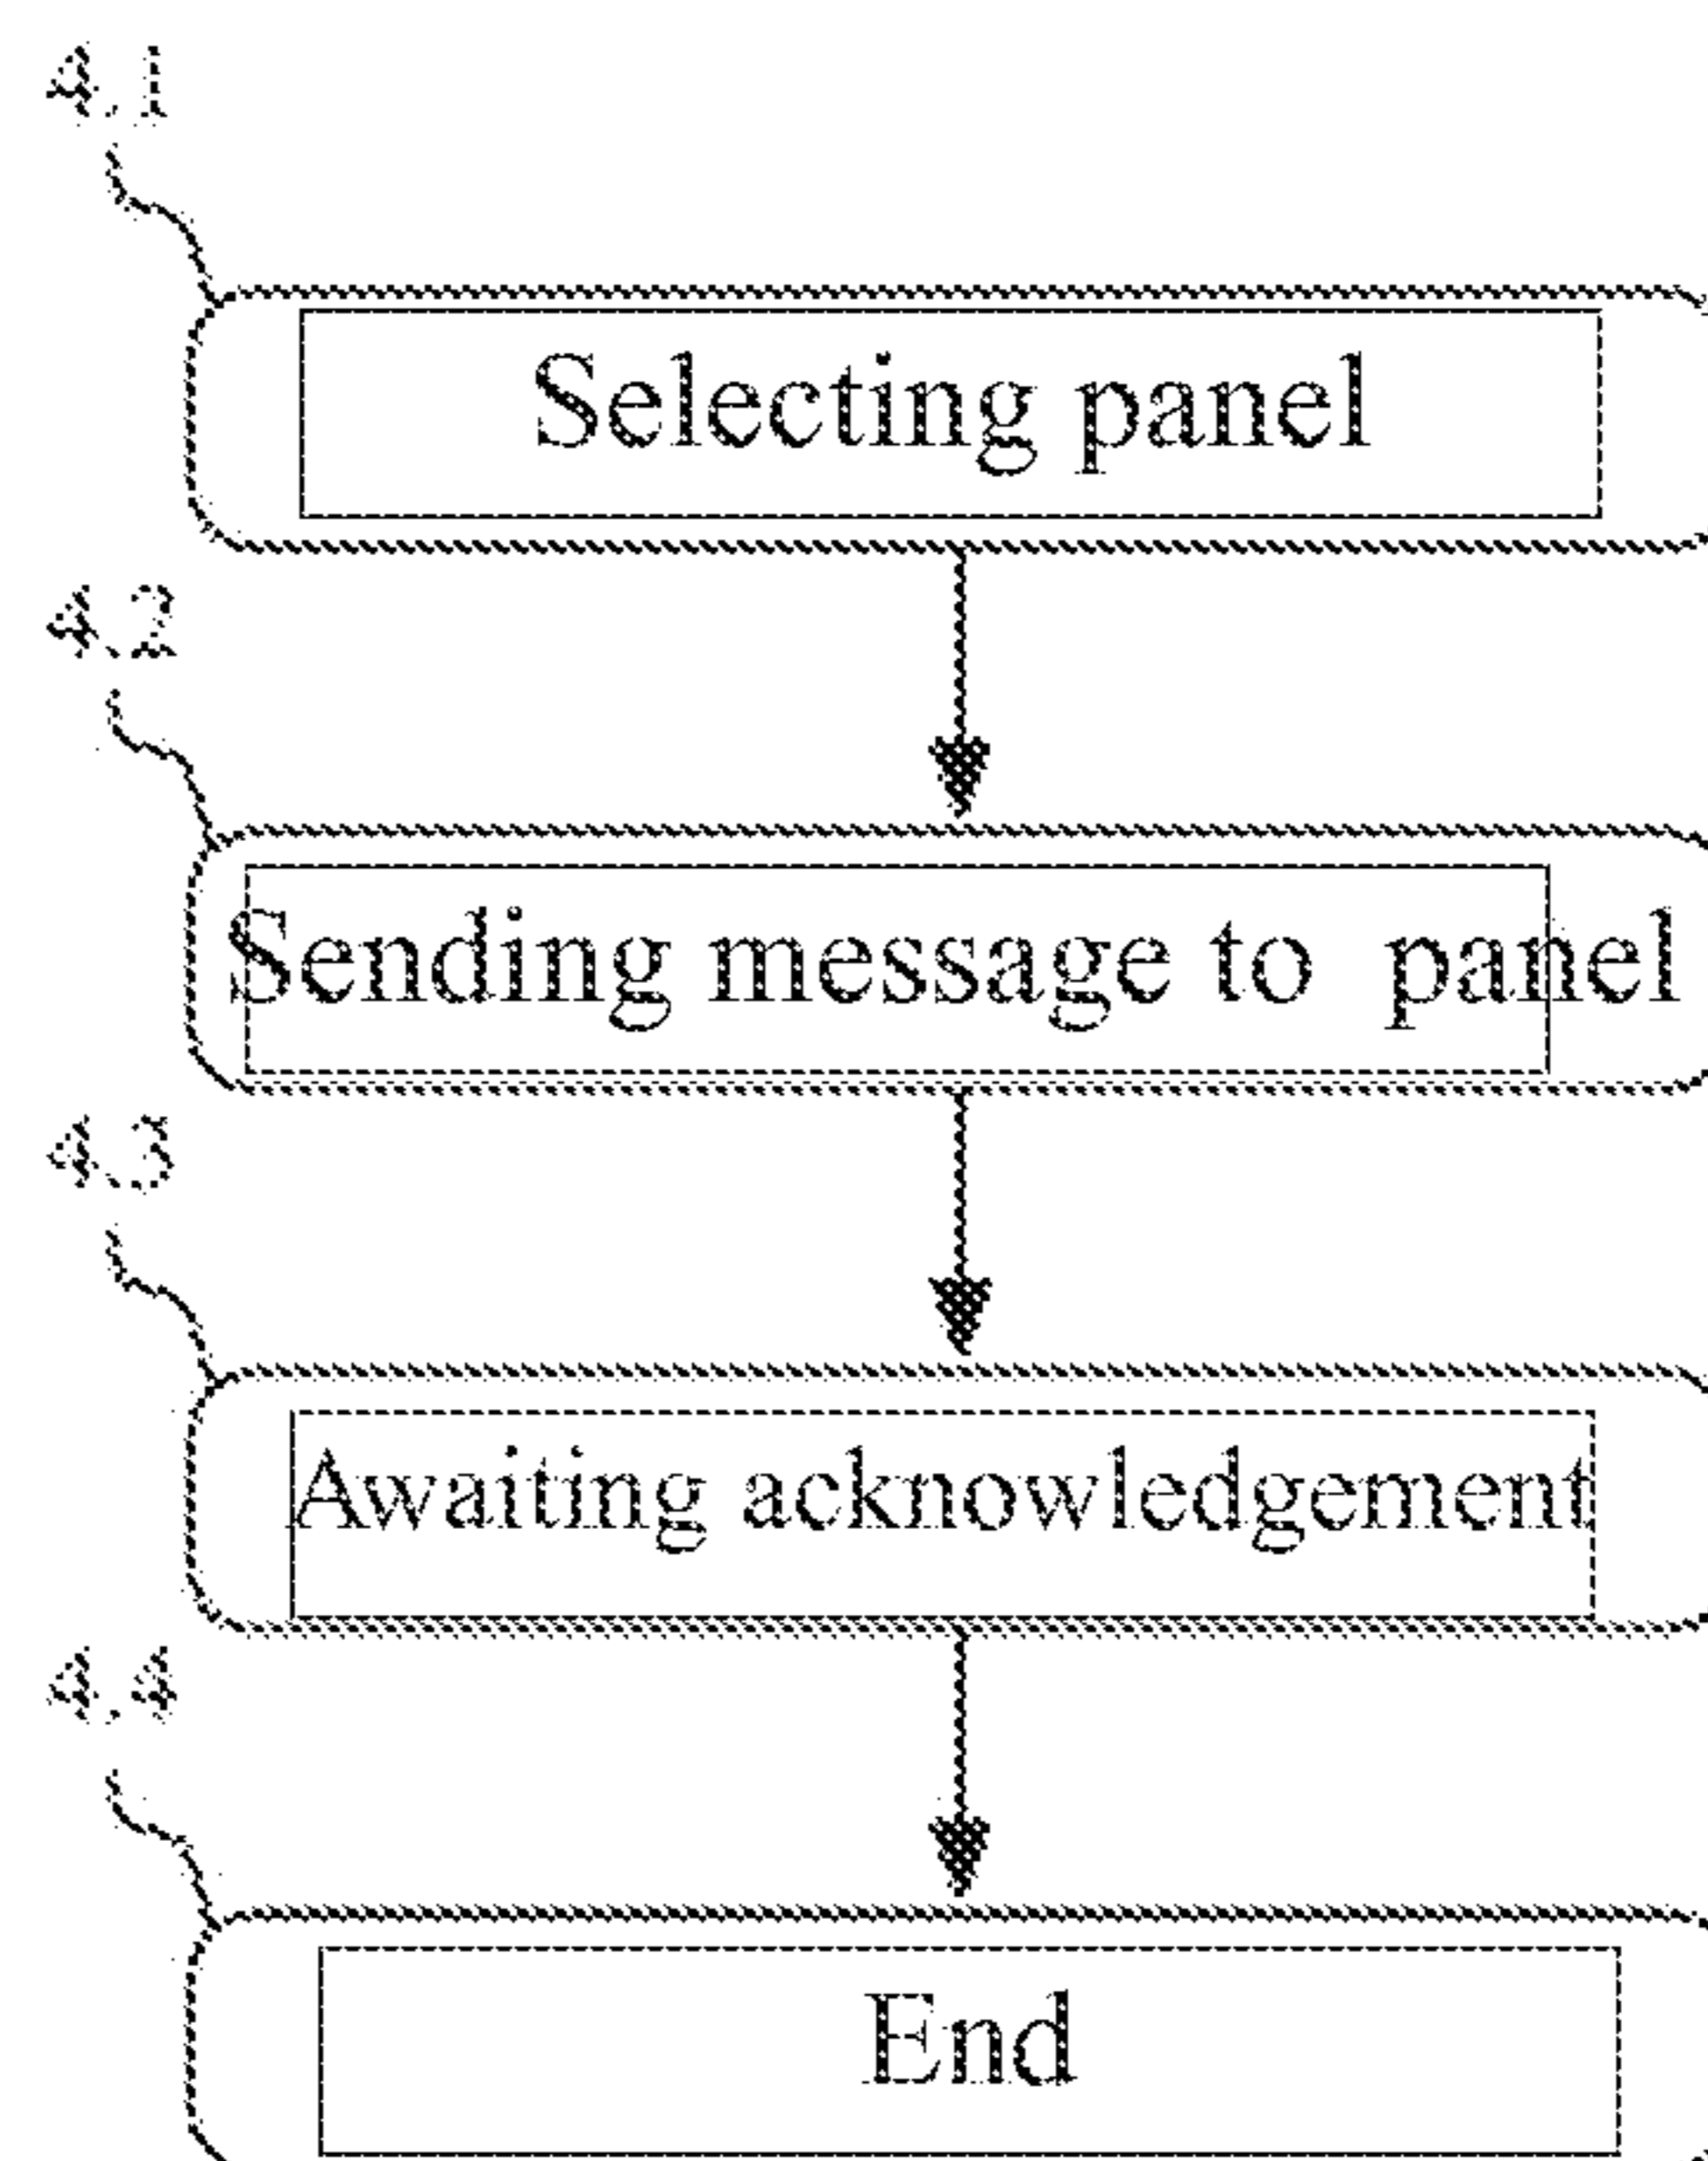 4.1
Selecting panel
4.2
Sending message to panel
4.3
Awaiting acknowledgement
4.4
End